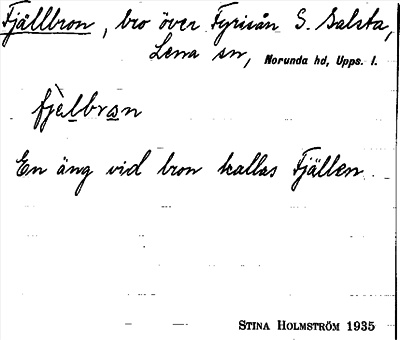 Fjällbron, bro över Fyrisån S. Salsta,
Lena sn, Norunda hd, Upps. l.
fjèlbran
En äng vid bron kallas Fjällen.
STINA HOLMSTRÖM 1935